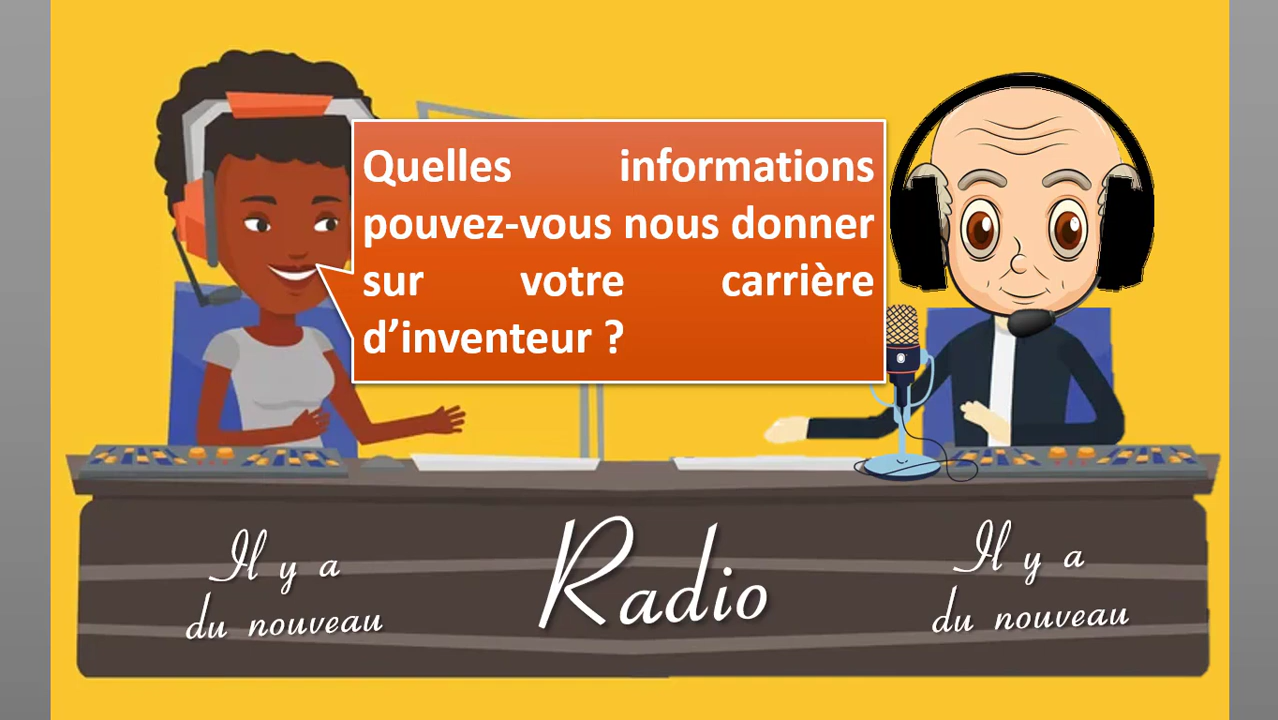 Quelles informations
pouvez-vous nous donner
sur votre carrière
d’inventeur ?
Il y a
du nouveau
Radio
Il y a
du nouveau